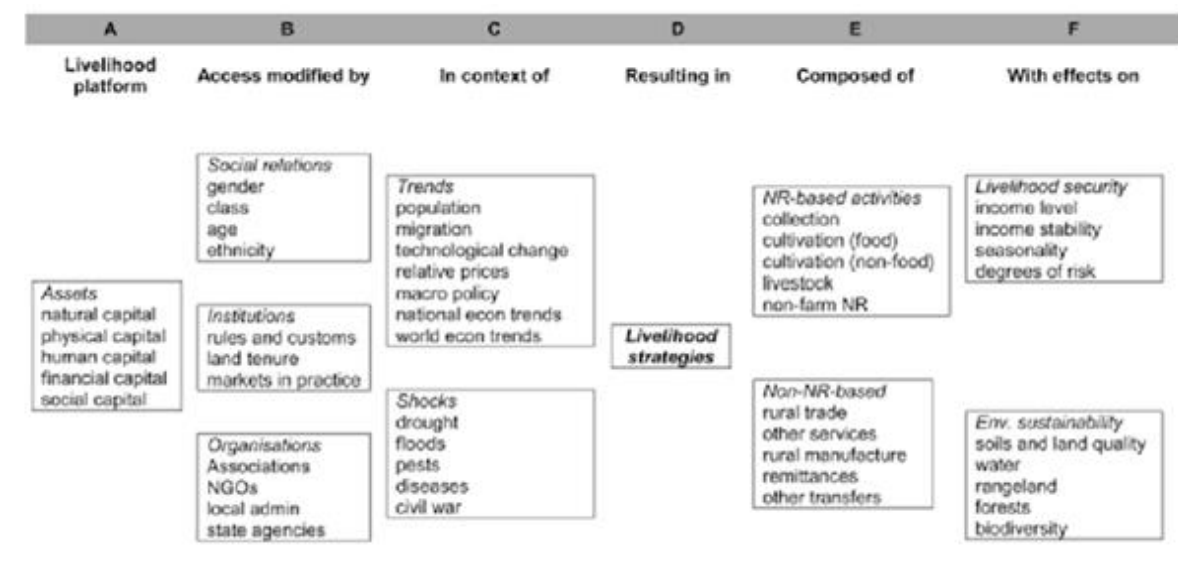 A B C D E F
Livelihood
platform
Access modified by
In context of
Resulting in
Composed of
With effects on
Assets
natural capital
physical capital
human capital
financial capital
social capital
Social relations
gender
class
age
ethnicity
Institutions
rules and customs
land tenure
markets in practice
Organisations
Associations
NGOs
local admin
state agencies
Trends
population
migration
technological change
relative prices
macro policy
national econ trends
world econ trends
Shocks
drought
floods
pests
diseases
civil war
Livelihood
strategies
NR-based activities
collection
cultivation (food)
cultivation (non-food)
livestock
non-farm NR
Non-NR-based
rural trade
other services
rural manufacture
remittances
other transfers
Livelihood security
income level
income stability
seasonality
degrees of risk
Env. sustainability
soils and land quality
water
rangeland
forests
biodiversity